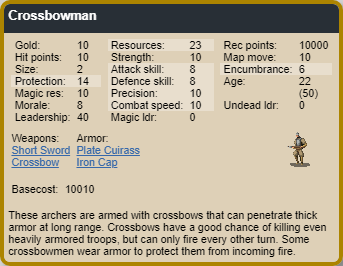 Crossbowman
Gold: 10 Resources: 23 Rec points: 10000
Hit points: 10 Strength: 10 Map move: 10
Size: 2 Attack skill: 8 Encumbrance: 6
Protection: 14 Defence skill: 8 Age: 22
Magic res: 10 Precision: 10 (50)
Morale: 8 Combat speed: 10 Undead ldr: 0
Leadership: 40 Magic ldr: 0
Weapons: Armor:
Short Sword Plate Cuirass
Crossbow Iron Cap
Basecost: 10010
These archers are armed with crossbows that can penetrate thick
armor at long range. Crossbows have a good chance of killing even
heavily armored troops, but can only fire every other turn. Some
crossbowmen wear armor to protect them from incoming fire.